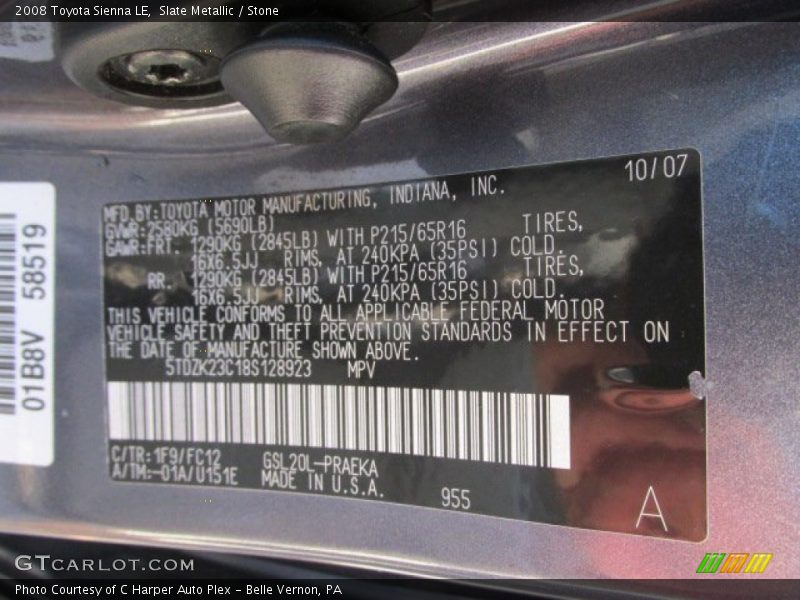 2008 Toyota Sienna LE, Slate Metallic / Stone
10/07
MFD.BY:TOYOTA MOTOR MANUFACTURING, INDIANA, INC.
GVWR:2580KG (5690LB)
GAWR:FRT. 1290KG (2845LB) WITH P215/65R16 TIRES,
16X6.5JJ RIMS, AT 240KPA (35PSI) COLD.
RR. 1290KG (2845LB) WITH P215/65R16 TIRES,
16X6.5JJ RIMS, AT 240KPA (35PSI) COLD.
THIS VEHICLE CONFORMS TO ALL APPLICABLE FEDERAL MOTOR
VEHICLE SAFETY AND THEFT PREVENTION STANDARDS IN EFFECT ON
THE DATE OF MANUFACTURE SHOWN ABOVE.
5TDZK23C18S128923 MPV
C/TR:1F9/FC12 GSL20L-PRAEKA
A/TM:-01A/U151E MADE IN U.S.A.
955
A
01B8V 58519
GTCARLOT.COM
Photo Courtesy of C Harper Auto Plex - Belle Vernon, PA